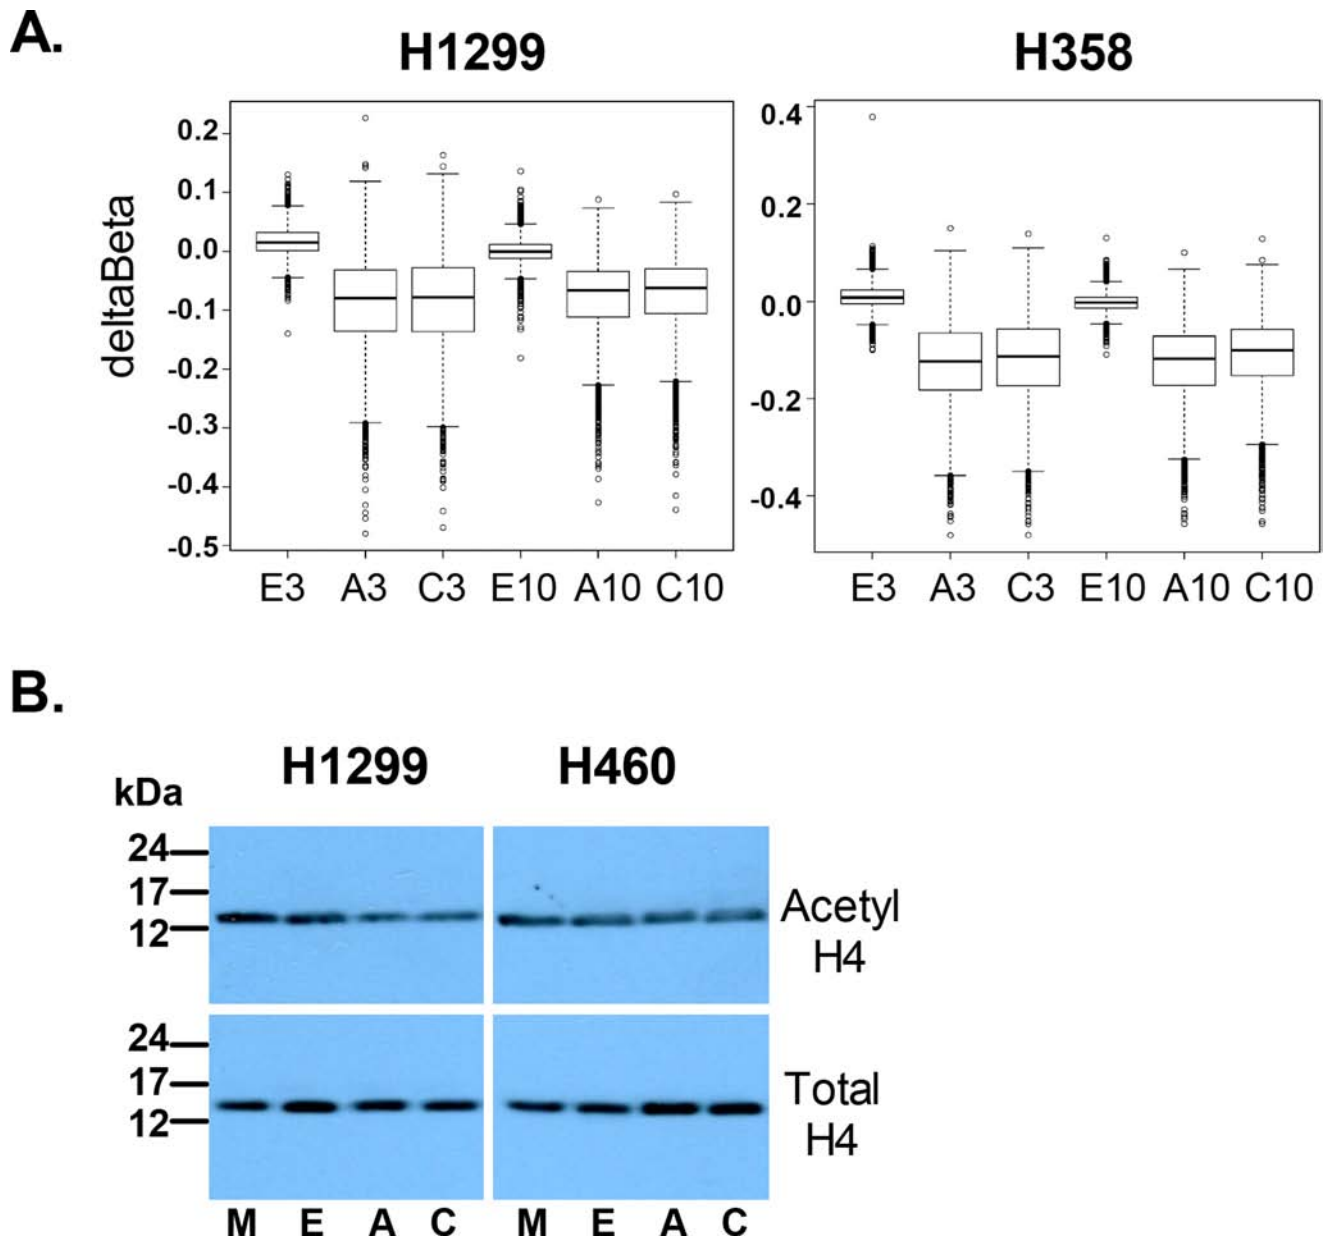 A.
H1299
H358
deltaBeta
0.2
0.1
0.0
-0.1
-0.2
-0.3
-0.4
-0.5
E3 A3 C3 E10 A10 C10
0.4
0.2
0.0
-0.2
-0.4
E3 A3 C3 E10 A10 C10
B.
H1299
H460
kDa
24
17
12
Acetyl
H4
24
17
12
Total
H4
M E A C
M E A C